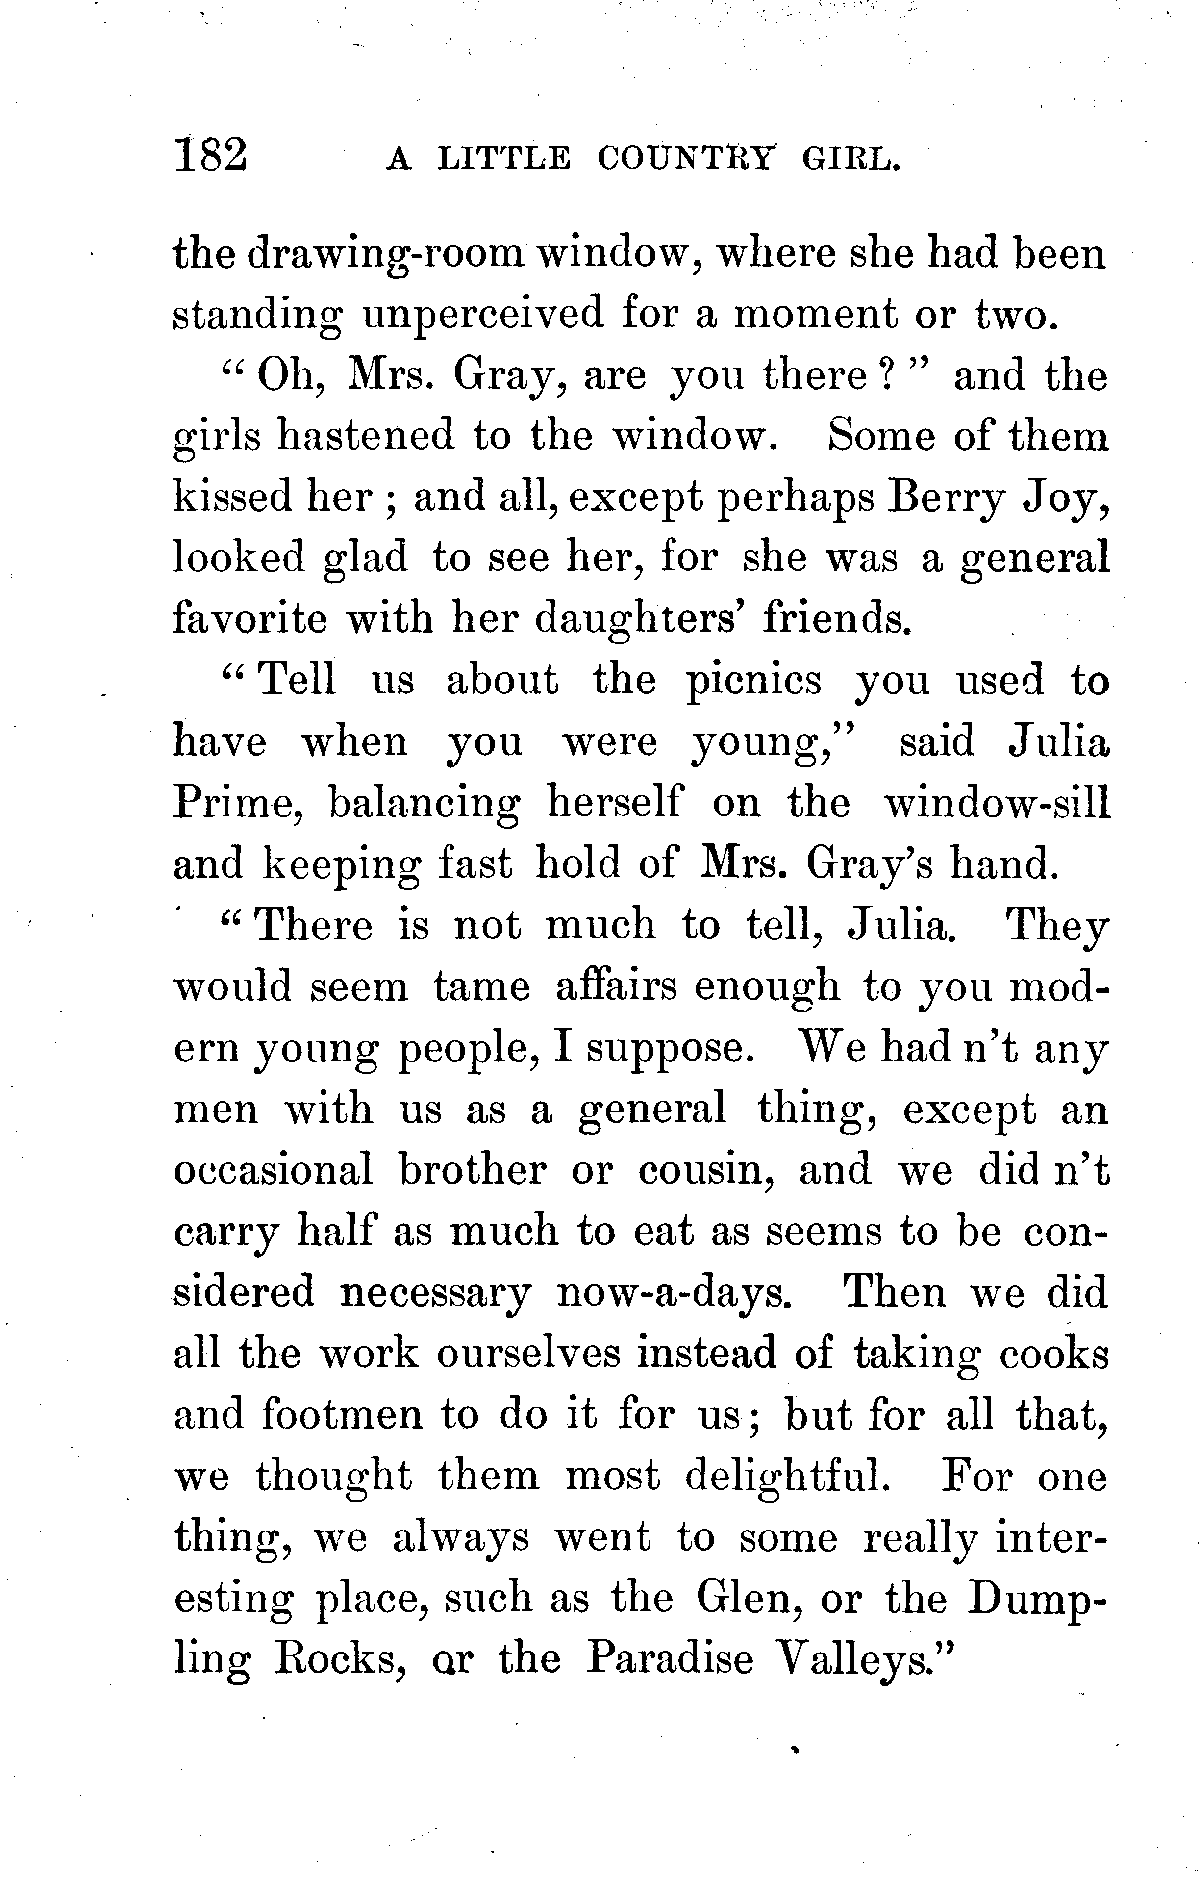 182 A LITTLE COUNTRY GIRL.
the drawing-room window, where she had been
standing unperceived for a moment or two.
“ Oh, Mrs. Gray, are you there ? ” and the
girls hastened to the window. Some of them
kissed her ; and all, except perhaps Berry Joy,
looked glad to see her, for she was a general
favorite with her daughters’ friends.
“ Tell us about the picnics you used to
have when you were young,” said Julia
Prime, balancing herself on the window-sill
and keeping fast hold of Mrs. Gray’s hand.
“ There is not much to tell, Julia. They
would seem tame affairs enough to you mod-
ern young people, I suppose. We had n’t any
men with us as a general thing, except an
occasional brother or cousin, and we did n’t
carry half as much to eat as seems to be con-
sidered necessary now-a-days. Then we did
all the work ourselves instead of taking cooks
and footmen to do it for us ; but for all that,
we thought them most delightful. For one
thing, we always went to some really inter-
esting place, such as the Glen, or the Dump-
ling Rocks, or the Paradise Valleys.”